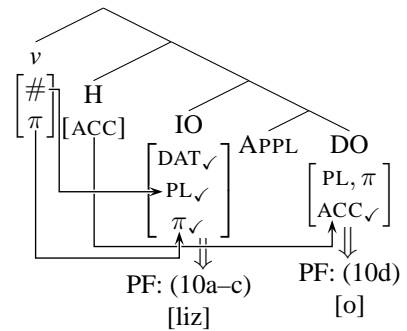 v
[#
π]
H
[ACC]
IO
[DAT✓
PL✓
π✓]
APPL
DO
[PL, π
ACC✓]
PF: (10a–c)
[liz]
PF: (10d)
[o]